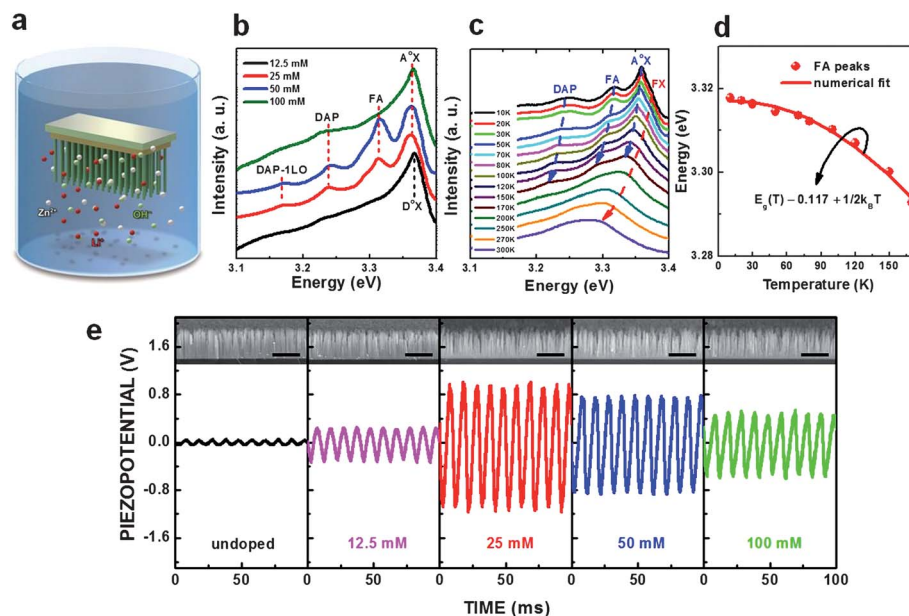 a
Zn2+
OH-
Li+
b
Intensity (a. u.)
12.5 mM
25 mM
50 mM
100 mM
A°X
FA
DAP
DAP-1LO
D°X
3.1
3.2
3.3
3.4
Energy (eV)
c
Intensity (a. u.)
A°X
FX
FA
DAP
10K
20K
30K
50K
70K
80K
100K
120K
150K
170K
200K
250K
270K
300K
3.1
3.2
3.3
3.4
Energy (eV)
d
Energy (eV)
3.32
3.30
3.28
FA peaks
numerical fit
Eg(T) − 0.117 + 1/2kBT
0
30
60
90
120
150
Temperature (K)
e
PIEZOPOTENTIAL (V)
1.6
0.8
0.0
-0.8
-1.6
undoped
12.5 mM
25 mM
50 mM
100 mM
0 50 0 50 0 50 0 50 0 50 100
TIME (ms)